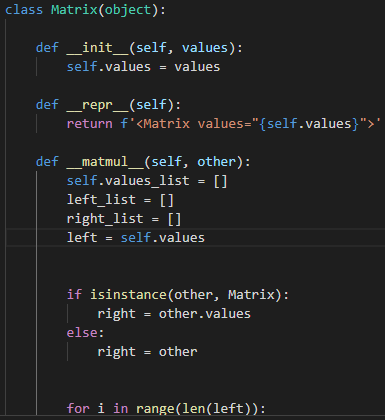 class Matrix(object):
def __init__(self, values):
self.values = values
def __repr__(self):
return f'<Matrix values="{self.values}">'
def __matmul__(self, other):
self.values_list = []
left_list = []
right_list = []
left = self.values
if isinstance(other, Matrix):
right = other.values
else:
right = other
for i in range(len(left)):